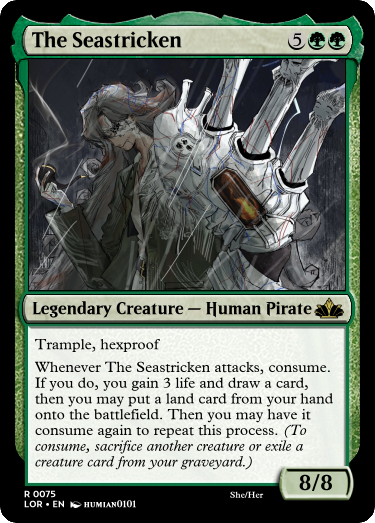 The Seastricken 5
Legendary Creature — Human Pirate
Trample, hexproof
Whenever The Seastricken attacks, consume.
If you do, you gain 3 life and draw a card,
then you may put a land card from your hand
onto the battlefield. Then you may have it
consume again to repeat this process. (To
consume, sacrifice another creature or exile a
creature card from your graveyard.)
8/8
R 0075
She/Her
LOR • EN HUMIAN0101